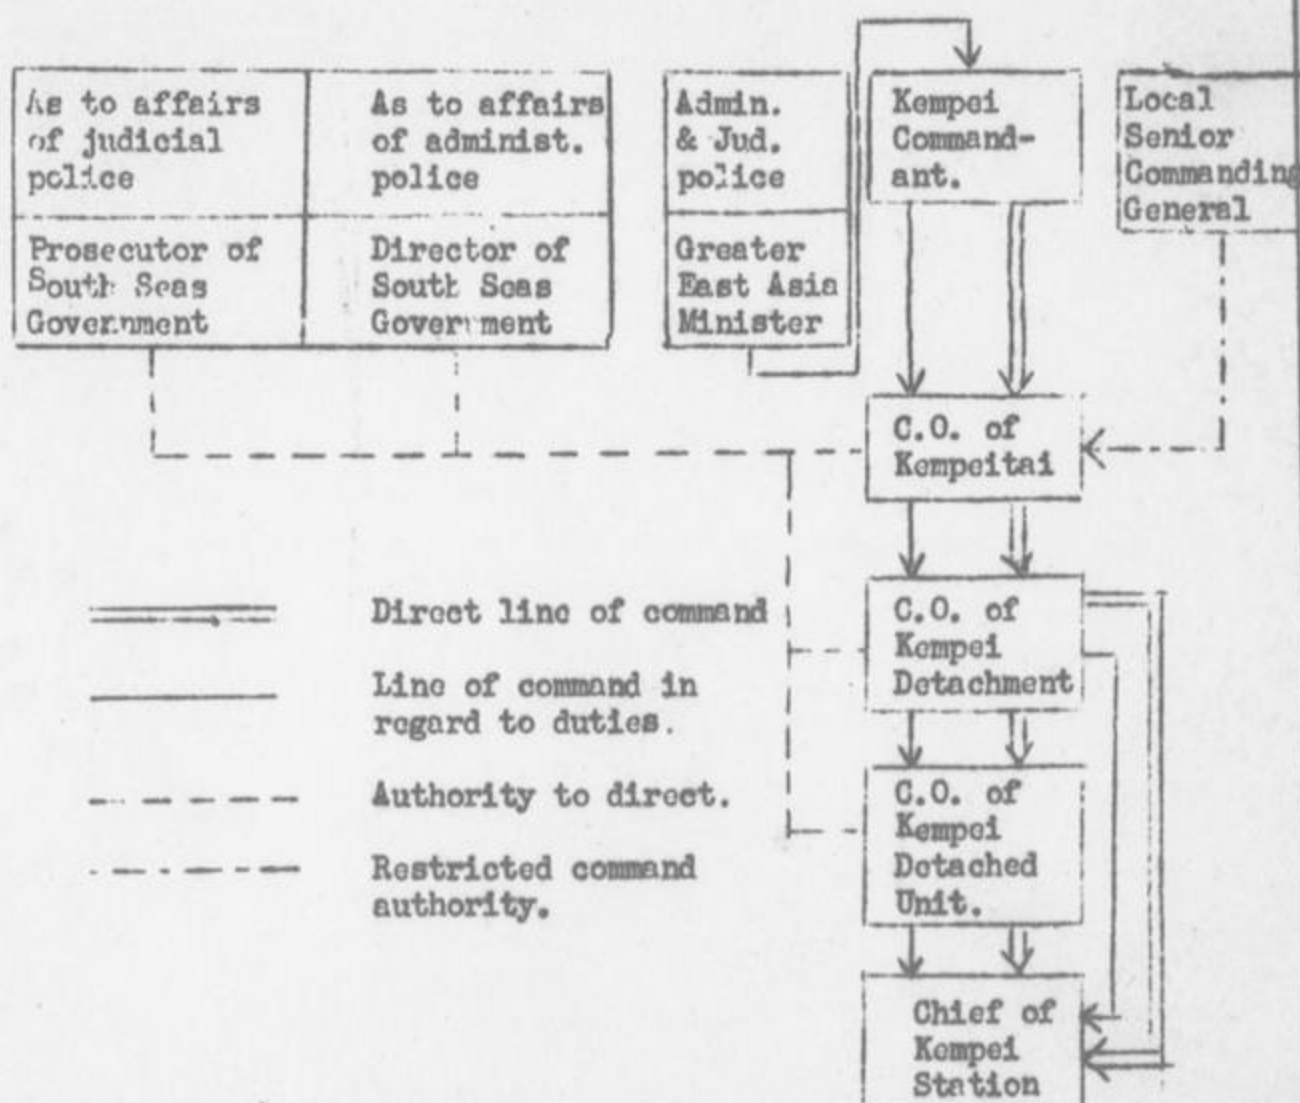 As to affairs
of judicial
police
Prosecutor of
South Seas
Government
As to affairs
of administ.
police
Director of
South Seas
Government
Admin.
& Jud.
police
Greater
East Asia
Minister
Kempei
Command-
ant.
Local
Senior
Commanding
General
C.O. of
Kempeitai
C.O. of
Kempei
Detachment
C.O. of
Kempei
Detached
Unit.
Chief of
Kempei
Station
Direct line of command
Line of command in
regard to duties.
Authority to direct.
Restricted command
authority.